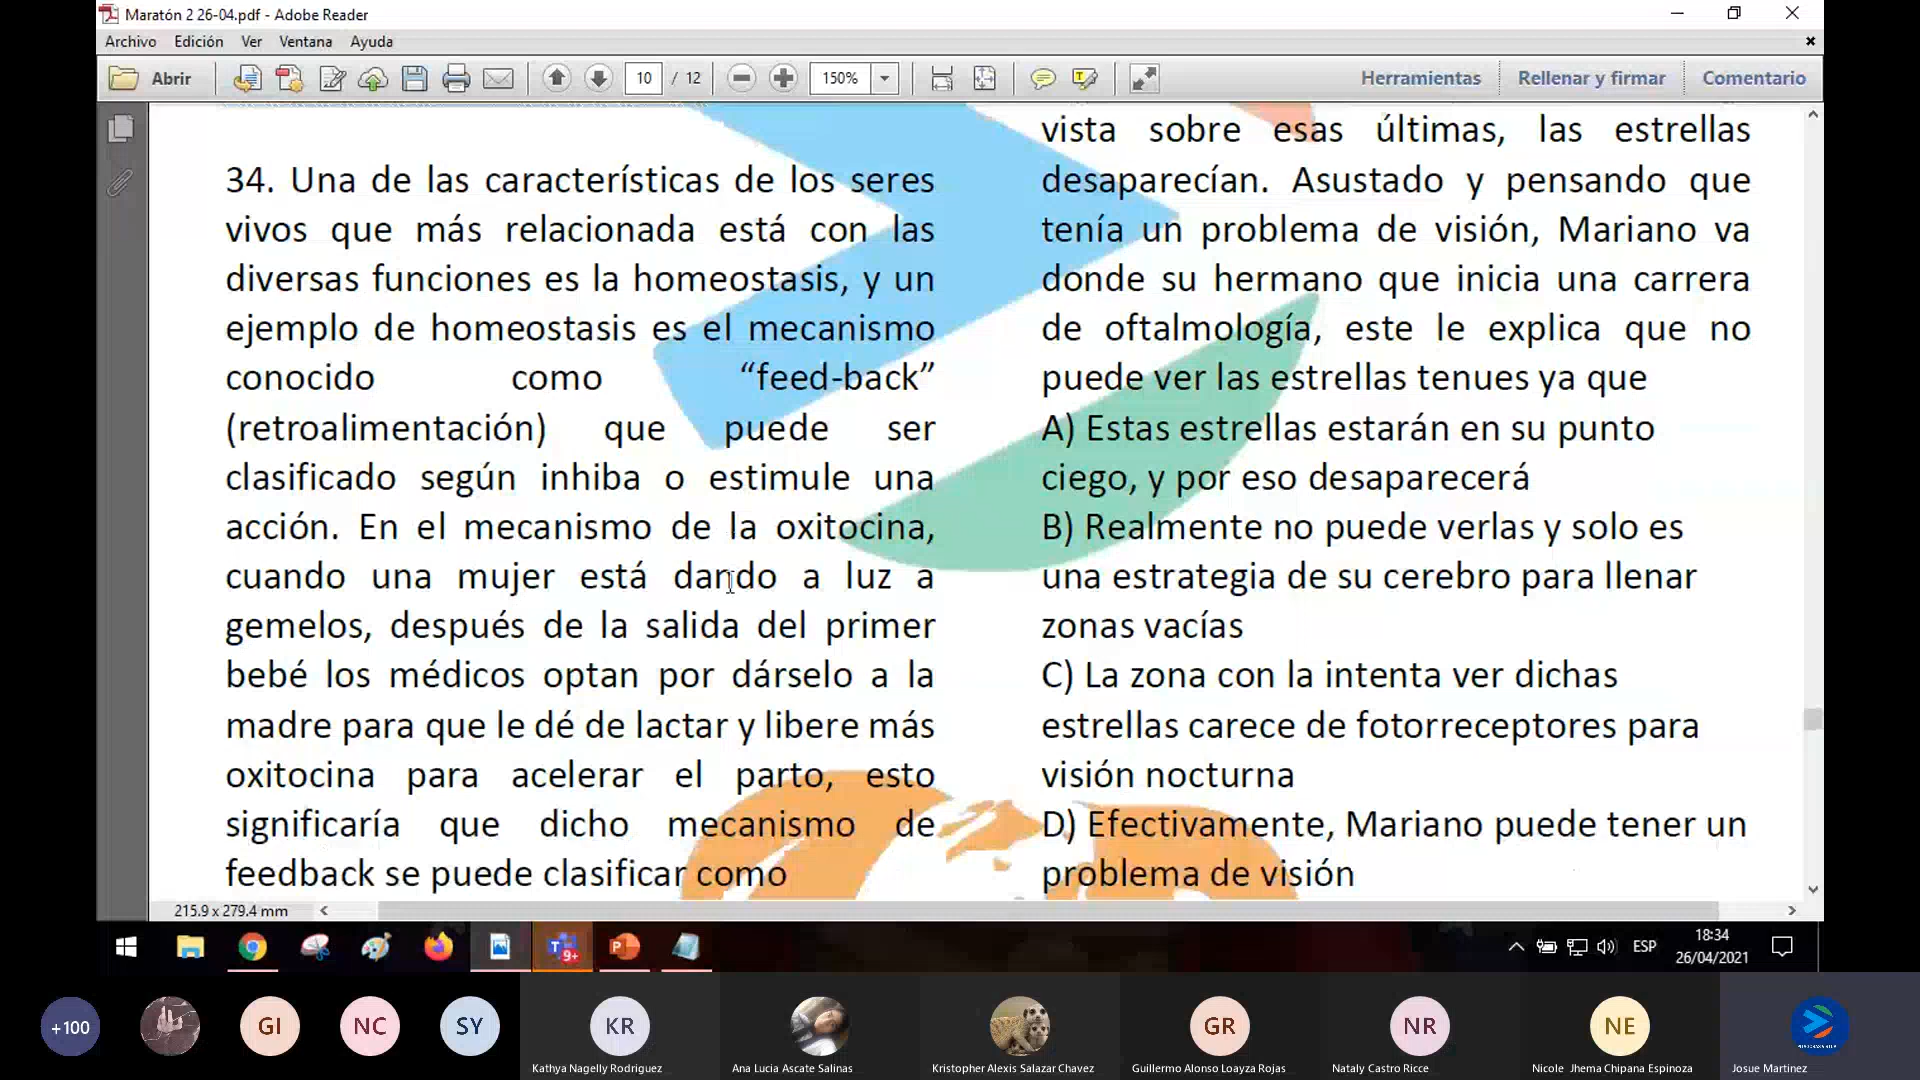 Maratón 2 26-04.pdf - Adobe Reader
Archivo Edición Ver Ventana Ayuda
Abrir 10 / 12 150% Herramientas Rellenar y firmar Comentario
34. Una de las características de los seres
vivos que más relacionada está con las
diversas funciones es la homeostasis, y un
ejemplo de homeostasis es el mecanismo
conocido como “feed-back”
(retroalimentación) que puede ser
clasificado según inhiba o estimule una
acción. En el mecanismo de la oxitocina,
cuando una mujer está dando a luz a
gemelos, después de la salida del primer
bebé los médicos optan por dárselo a la
madre para que le dé de lactar y libere más
oxitocina para acelerar el parto, esto
significaría que dicho mecanismo de
feedback se puede clasificar como
vista sobre esas últimas, las estrellas
desaparecían. Asustado y pensando que
tenía un problema de visión, Mariano va
donde su hermano que inicia una carrera
de oftalmología, este le explica que no
puede ver las estrellas tenues ya que
A) Estas estrellas estarán en su punto
ciego, y por eso desaparecerá
B) Realmente no puede verlas y solo es
una estrategia de su cerebro para llenar
zonas vacías
C) La zona con la intenta ver dichas
estrellas carece de fotorreceptores para
visión nocturna
D) Efectivamente, Mariano puede tener un
problema de visión
215.9 x 279.4 mm
9+
ESP
18:34
26/04/2021
+100
GI
NC
SY
KR
GR
NR
NE
Kathya Nagelly Rodriguez
Ana Lucia Ascate Salinas
Kristopher Alexis Salazar Chavez
Guillermo Alonso Loayza Rojas
Nataly Castro Ricce
Nicole Jhema Chipana Espinoza
Josue Martinez